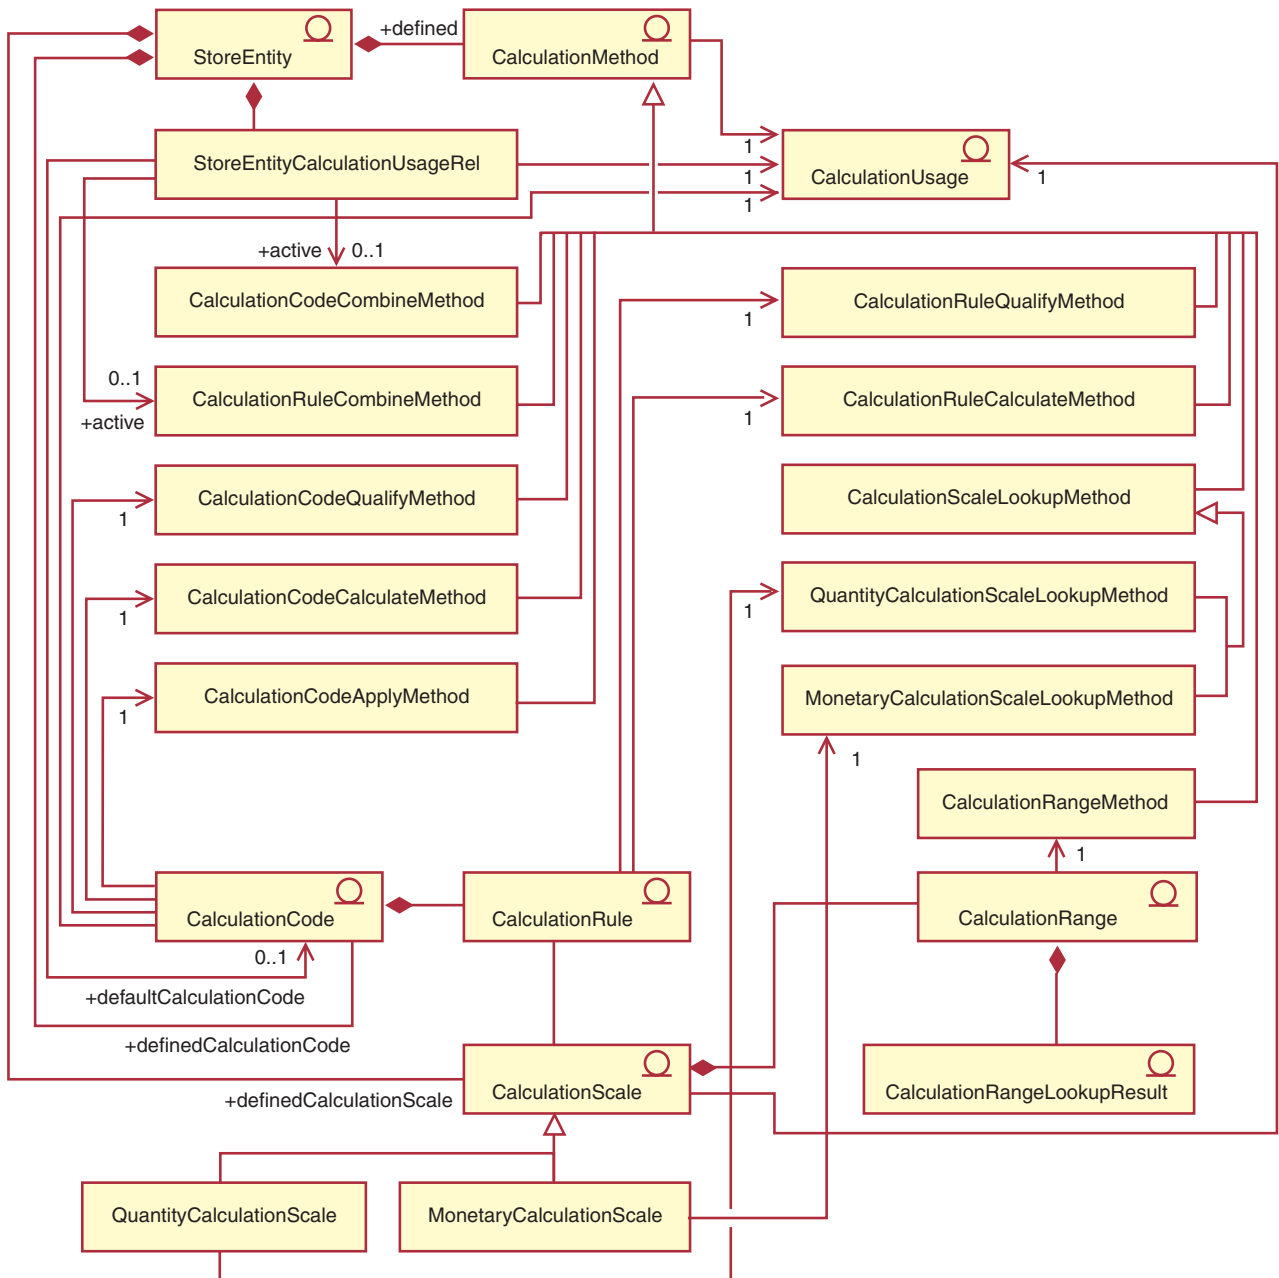 StoreEntity
+defined
CalculationMethod
StoreEntityCalculationUsageRel
1
1
1
CalculationUsage
1
+active
0..1
CalculationCodeCombineMethod
CalculationRuleQualifyMethod
1
0..1
+active
CalculationRuleCombineMethod
CalculationRuleCalculateMethod
1
CalculationCodeQualifyMethod
1
CalculationScaleLookupMethod
CalculationCodeCalculateMethod
1
QuantityCalculationScaleLookupMethod
1
CalculationCodeApplyMethod
1
MonetaryCalculationScaleLookupMethod
1
CalculationRangeMethod
1
CalculationCode
CalculationRule
CalculationRange
0..1
+defaultCalculationCode
+definedCalculationCode
+definedCalculationScale
CalculationScale
CalculationRangeLookupResult
QuantityCalculationScale
MonetaryCalculationScale